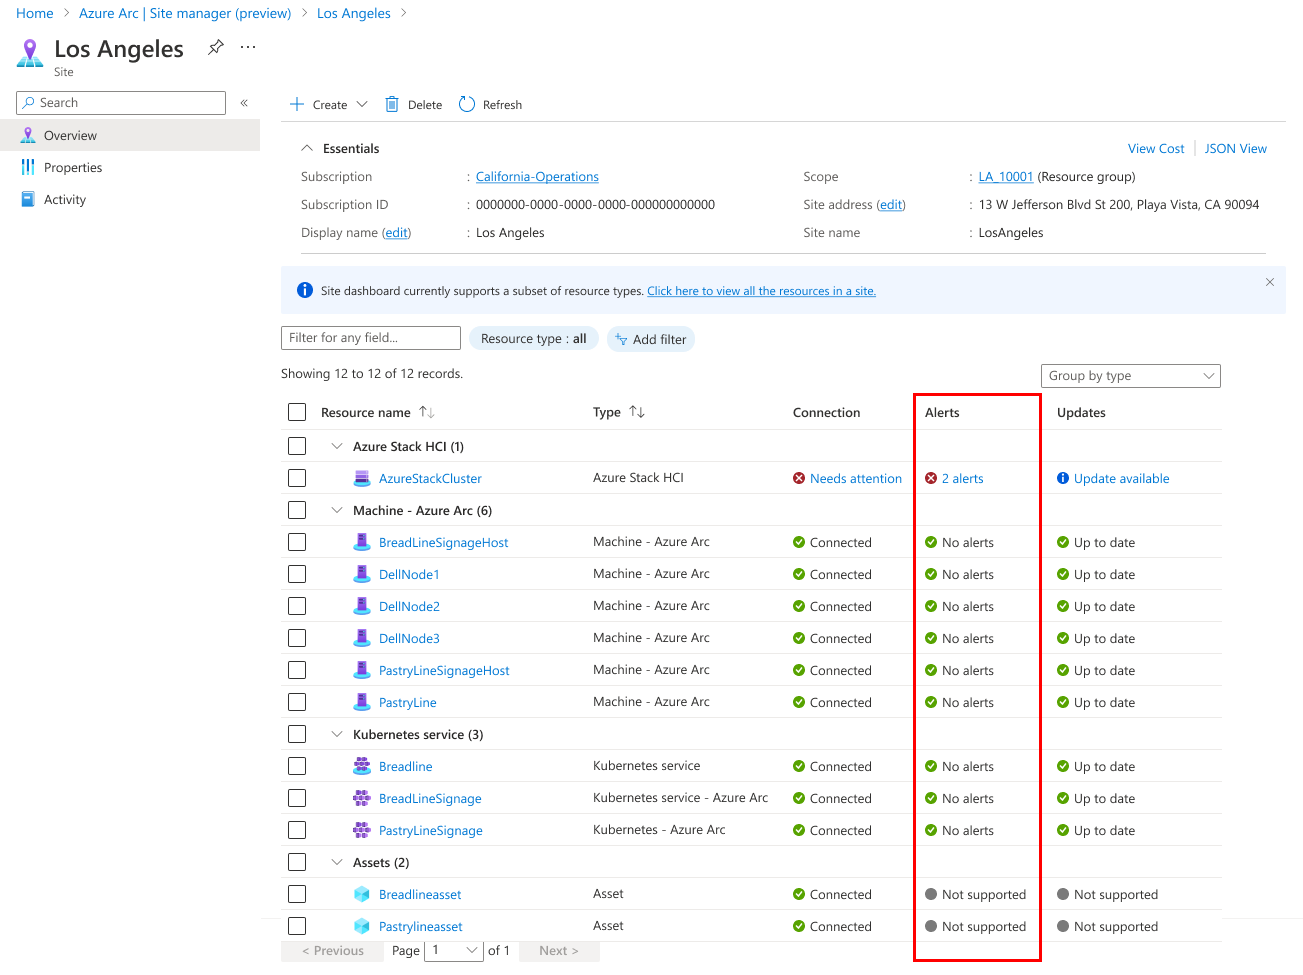 Home > Azure Arc | Site manager (preview) > Los Angeles >
Los Angeles ...
Site
Search «
Overview
Properties
Activity
Create Delete Refresh
Essentials View Cost JSON View
Subscription : California-Operations Scope : LA_10001 (Resource group)
Subscription ID : 0000000-0000-0000-0000-000000000000 Site address (edit) : 13 W Jefferson Blvd St 200, Playa Vista, CA 90094
Display name (edit) : Los Angeles Site name : LosAngeles
Site dashboard currently supports a subset of resource types. Click here to view all the resources in a site.
Filter for any field... Resource type : all Add filter
Showing 12 to 12 of 12 records.
Group by type
Resource name Type Connection Alerts Updates
Azure Stack HCI (1)
AzureStackCluster Azure Stack HCI Needs attention 2 alerts Update available
Machine - Azure Arc (6)
BreadLineSignageHost Machine - Azure Arc Connected No alerts Up to date
DellNode1 Machine - Azure Arc Connected No alerts Up to date
DellNode2 Machine - Azure Arc Connected No alerts Up to date
DellNode3 Machine - Azure Arc Connected No alerts Up to date
PastryLineSignageHost Machine - Azure Arc Connected No alerts Up to date
PastryLine Machine - Azure Arc Connected No alerts Up to date
Kubernetes service (3)
Breadline Kubernetes service Connected No alerts Up to date
BreadLineSignage Kubernetes service - Azure Arc Connected No alerts Up to date
PastryLineSignage Kubernetes - Azure Arc Connected No alerts Up to date
Assets (2)
Breadlineasset Asset Connected Not supported Not supported
Pastrylineasset Asset Connected Not supported Not supported
< Previous Page 1 of 1 Next >